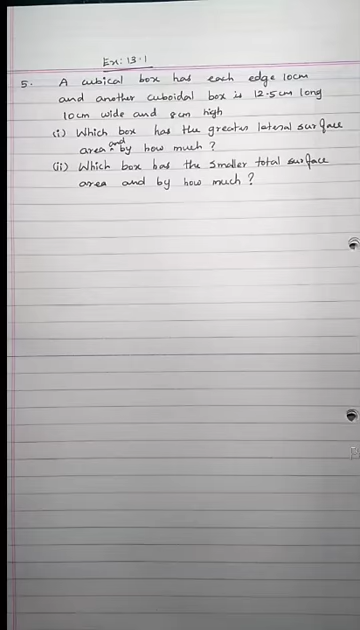 Ex: 13.1
5. A cubical box has each edge 10cm
and another cuboidal box is 12.5cm long
10cm wide and 8cm high
(i) Which box has the greater lateral surface
area and by how much?
(ii) Which box has the smaller total surface
area and by how much?